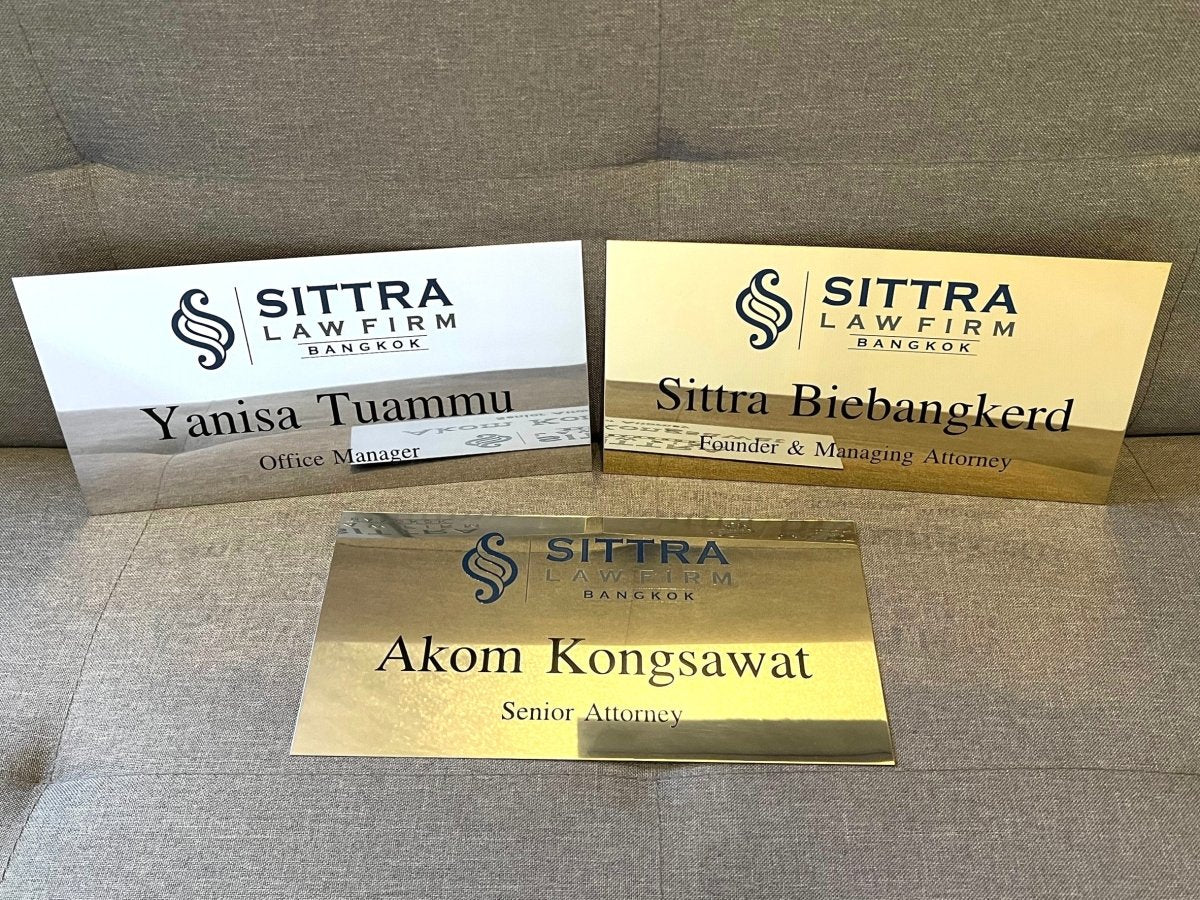 SITTRA
LAW FIRM
BANGKOK
Yanisa Tuammu
Office Manager
SITTRA
LAW FIRM
BANGKOK
Sittra Biebangkerd
Founder & Managing Attorney
SITTRA
LAW FIRM
BANGKOK
Akom Kongsawat
Senior Attorney